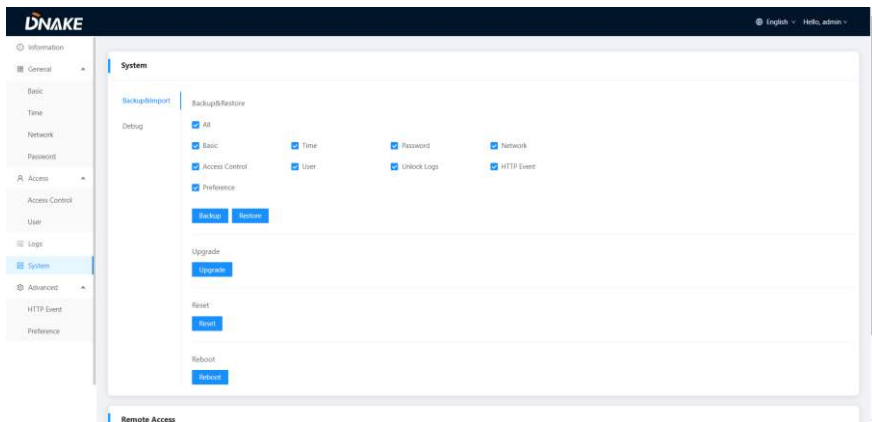 DNAKE
English
Hello, admin
Information
General
Basic
Time
Network
Password
Access
Access Control
User
Logs
System
Advanced
HTTP Event
Preference
System
Backup&Import
Debug
Backup&Restore
All
Basic Time Password Network
Access Control User Unlock Logs HTTP Event
Preference
Backup Restore
Upgrade
Upgrade
Reset
Reset
Reboot
Reboot
Remote Access